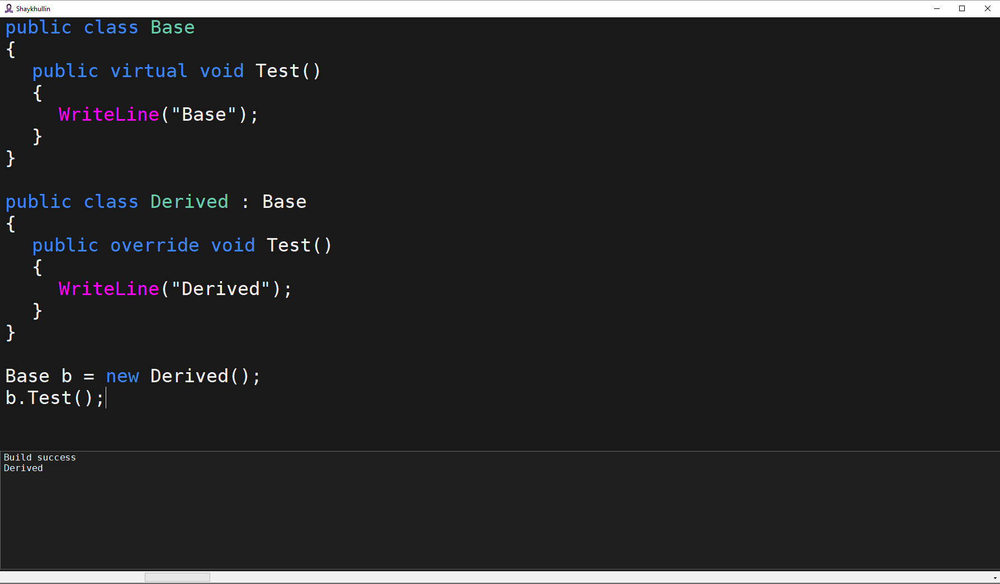 Shaykhullin
public class Base
{
public virtual void Test()
{
WriteLine("Base");
}
}
public class Derived : Base
{
public override void Test()
{
WriteLine("Derived");
}
}
Base b = new Derived();
b.Test();
Build success
Derived